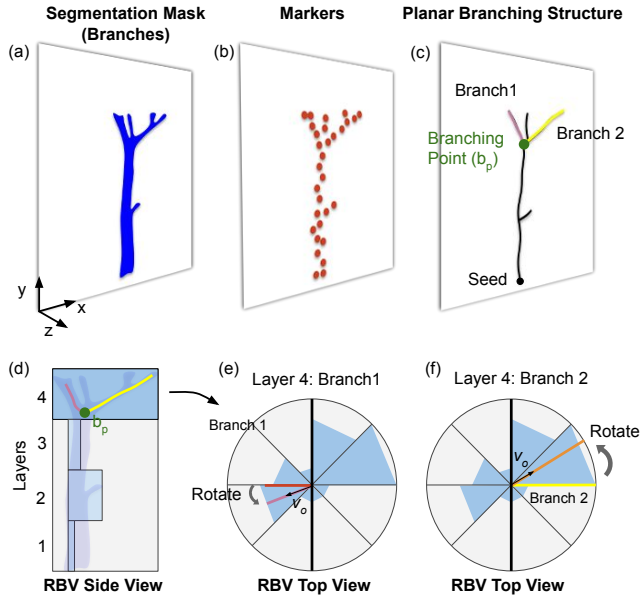 Segmentation Mask
(Branches)
Markers
Planar Branching Structure
(a)
(b)
(c)
Branch1
Branch 2
Branching
Point (bp)
Seed
y
x
z
(d)
(e)
(f)
Layer 4: Branch1
Layer 4: Branch 2
4
bp
3
Layers
2
1
Branch 1
Rotate
vo
Rotate
vo
Branch 2
RBV Side View
RBV Top View
RBV Top View